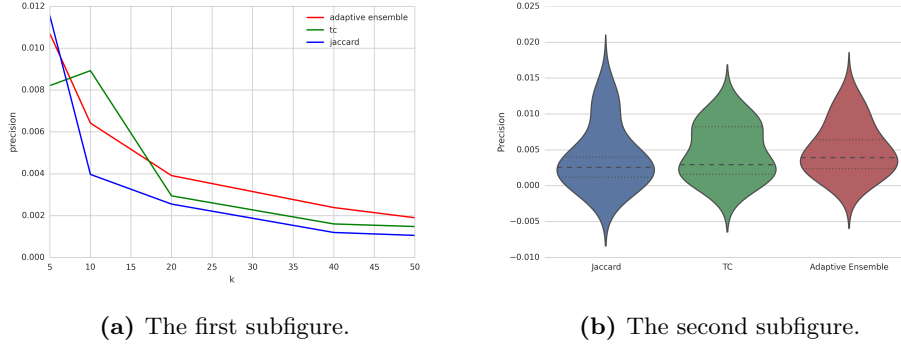 0.012
0.010
0.008
0.006
0.004
0.002
0.000
precision
5 10 15 20 25 30 35 40 45 50
k
adaptive ensemble
tc
jaccard
(a) The first subfigure.
0.025
0.020
0.015
0.010
0.005
0.000
−0.005
−0.010
Precision
Jaccard TC Adaptive Ensemble
(b) The second subfigure.